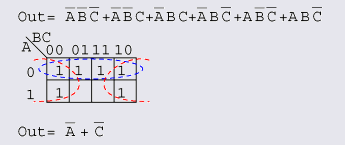 Out= A̅B̅C̅+A̅B̅C+A̅BC+A̅BC̅+AB̅C̅+ABC̅
BC
A 00 01 11 10
0 1 1 1 1
1 1 1
Out= A̅ + C̅